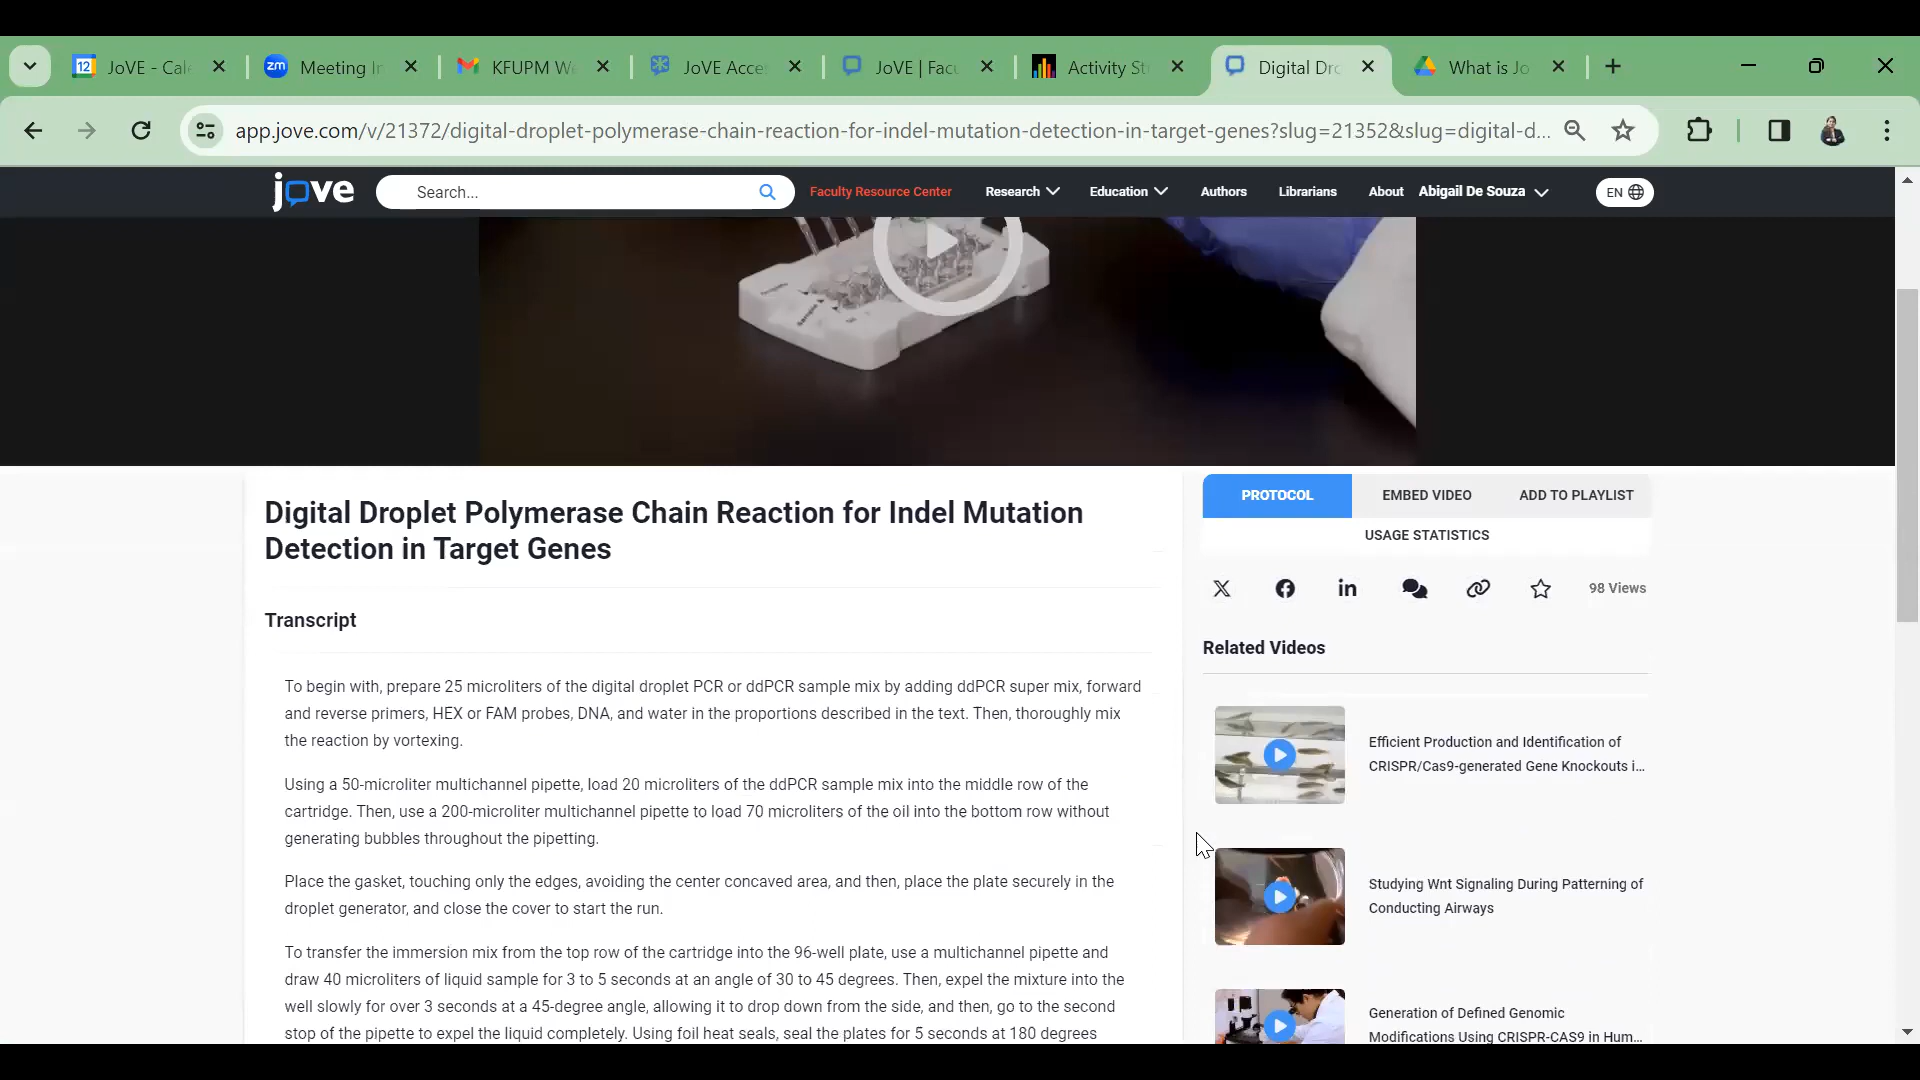 12 JoVE - Cal
zm Meeting I
KFUPM W
JoVE Acce
JoVE | Facu
Activity St
Digital Dr
What is Jo
app.jove.com/v/21372/digital-droplet-polymerase-chain-reaction-for-indel-mutation-detection-in-target-genes?slug=21352&slug=digital-d...
jove
Search...
Faculty Resource Center
Research
Education
Authors
Librarians
About
Abigail De Souza
EN
Digital Droplet Polymerase Chain Reaction for Indel Mutation
Detection in Target Genes
Transcript
To begin with, prepare 25 microliters of the digital droplet PCR or ddPCR sample mix by adding ddPCR super mix, forward
and reverse primers, HEX or FAM probes, DNA, and water in the proportions described in the text. Then, thoroughly mix
the reaction by vortexing.
Using a 50-microliter multichannel pipette, load 20 microliters of the ddPCR sample mix into the middle row of the
cartridge. Then, use a 200-microliter multichannel pipette to load 70 microliters of the oil into the bottom row without
generating bubbles throughout the pipetting.
Place the gasket, touching only the edges, avoiding the center concaved area, and then, place the plate securely in the
droplet generator, and close the cover to start the run.
To transfer the immersion mix from the top row of the cartridge into the 96-well plate, use a multichannel pipette and
draw 40 microliters of liquid sample for 3 to 5 seconds at an angle of 30 to 45 degrees. Then, expel the mixture into the
well slowly for over 3 seconds at a 45-degree angle, allowing it to drop down from the side, and then, go to the second
stop of the pipette to expel the liquid completely. Using foil heat seals, seal the plates for 5 seconds at 180 degrees
PROTOCOL
EMBED VIDEO
ADD TO PLAYLIST
USAGE STATISTICS
98 Views
Related Videos
Efficient Production and Identification of
CRISPR/Cas9-generated Gene Knockouts i...
Studying Wnt Signaling During Patterning of
Conducting Airways
Generation of Defined Genomic
Modifications Using CRISPR-CAS9 in Hum...